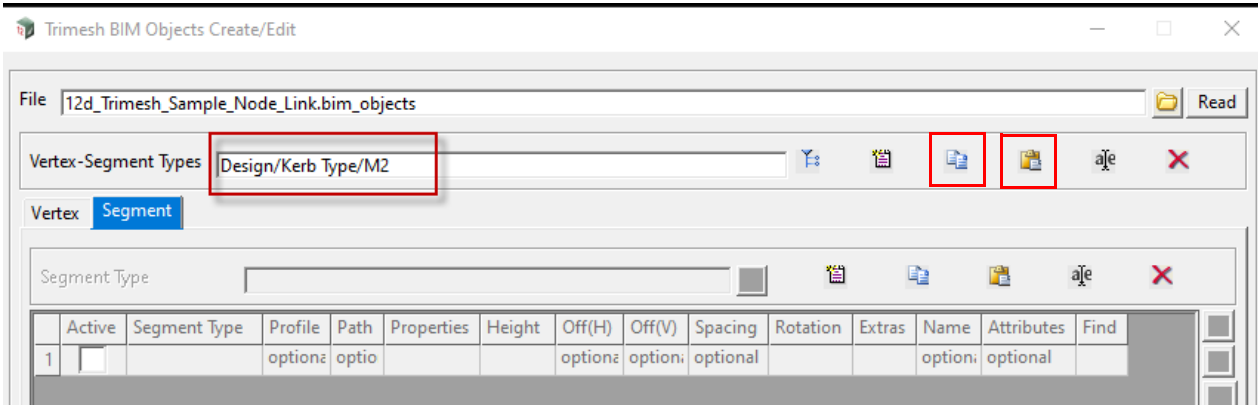 Trimesh BIM Objects Create/Edit
File 12d_Trimesh_Sample_Node_Link.bim_objects Read
Vertex-Segment Types Design/Kerb Type/M2
Vertex Segment
Segment Type
Active Segment Type Profile Path Properties Height Off(H) Off(V) Spacing Rotation Extras Name Attributes Find
1 optiona optio optiona option optional option optional